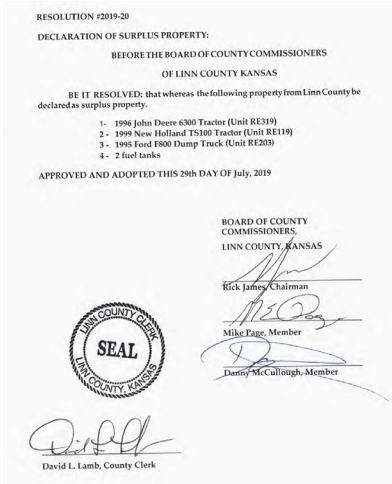 RESOLUTION #2019-20
DECLARATION OF SURPLUS PROPERTY:
BEFORE THE BOARD OF COUNTY COMMISSIONERS
OF LINN COUNTY KANSAS
BE IT RESOLVED: that whereas the following property from Linn County be
declared as surplus property.
1- 1996 John Deere 6300 Tractor (Unit RE319)
2 - 1999 New Holland TS100 Tractor (Unit RE119)
3 - 1995 Ford F800 Dump Truck (Unit RE203)
4 - 2 fuel tanks
APPROVED AND ADOPTED THIS 29th DAY OF July, 2019
BOARD OF COUNTY
COMMISSIONERS,
LINN COUNTY, KANSAS
Rick James, Chairman
Mike Page, Member
Danny McCullough, Member
LINN COUNTY CLERK
SEAL
LINN COUNTY, KANSAS
David L. Lamb, County Clerk